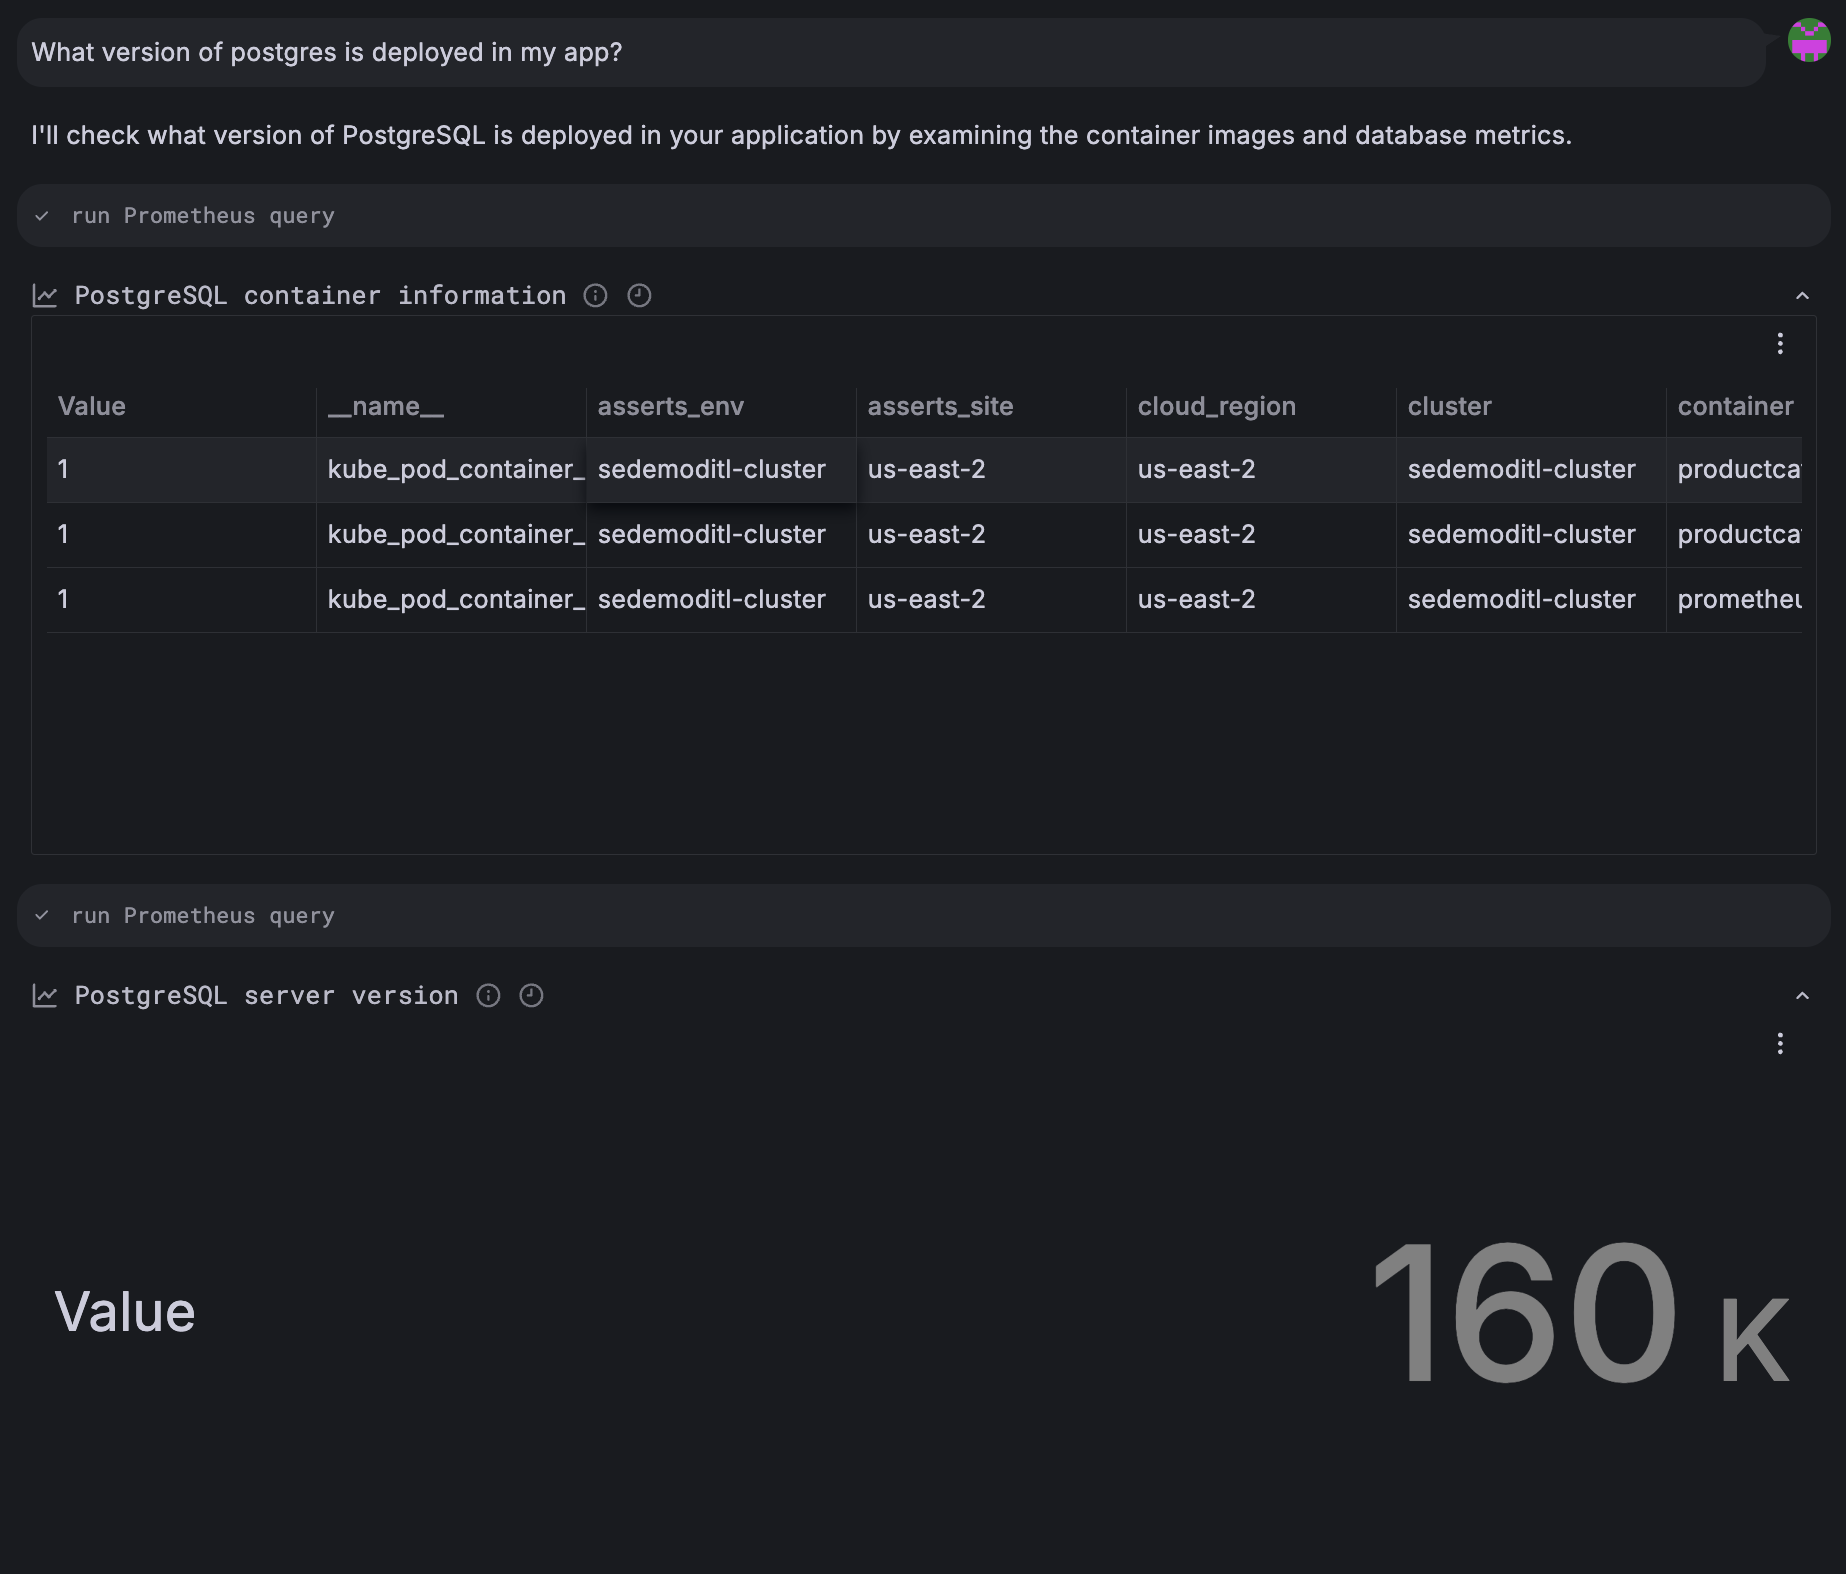 What version of postgres is deployed in my app?
I'll check what version of PostgreSQL is deployed in your application by examining the container images and database metrics.
run Prometheus query
PostgreSQL container information
Value __name__ asserts_env asserts_site cloud_region cluster container
1 kube_pod_container_ sedemoditl-cluster us-east-2 us-east-2 sedemoditl-cluster productca
1 kube_pod_container_ sedemoditl-cluster us-east-2 us-east-2 sedemoditl-cluster productca
1 kube_pod_container_ sedemoditl-cluster us-east-2 us-east-2 sedemoditl-cluster prometheu
run Prometheus query
PostgreSQL server version
Value 160 K